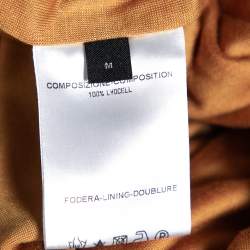 M
COMPOSIZIONE-COMPOSITION
100% LYOCELL
FODERA-LINING-DOUBLURE